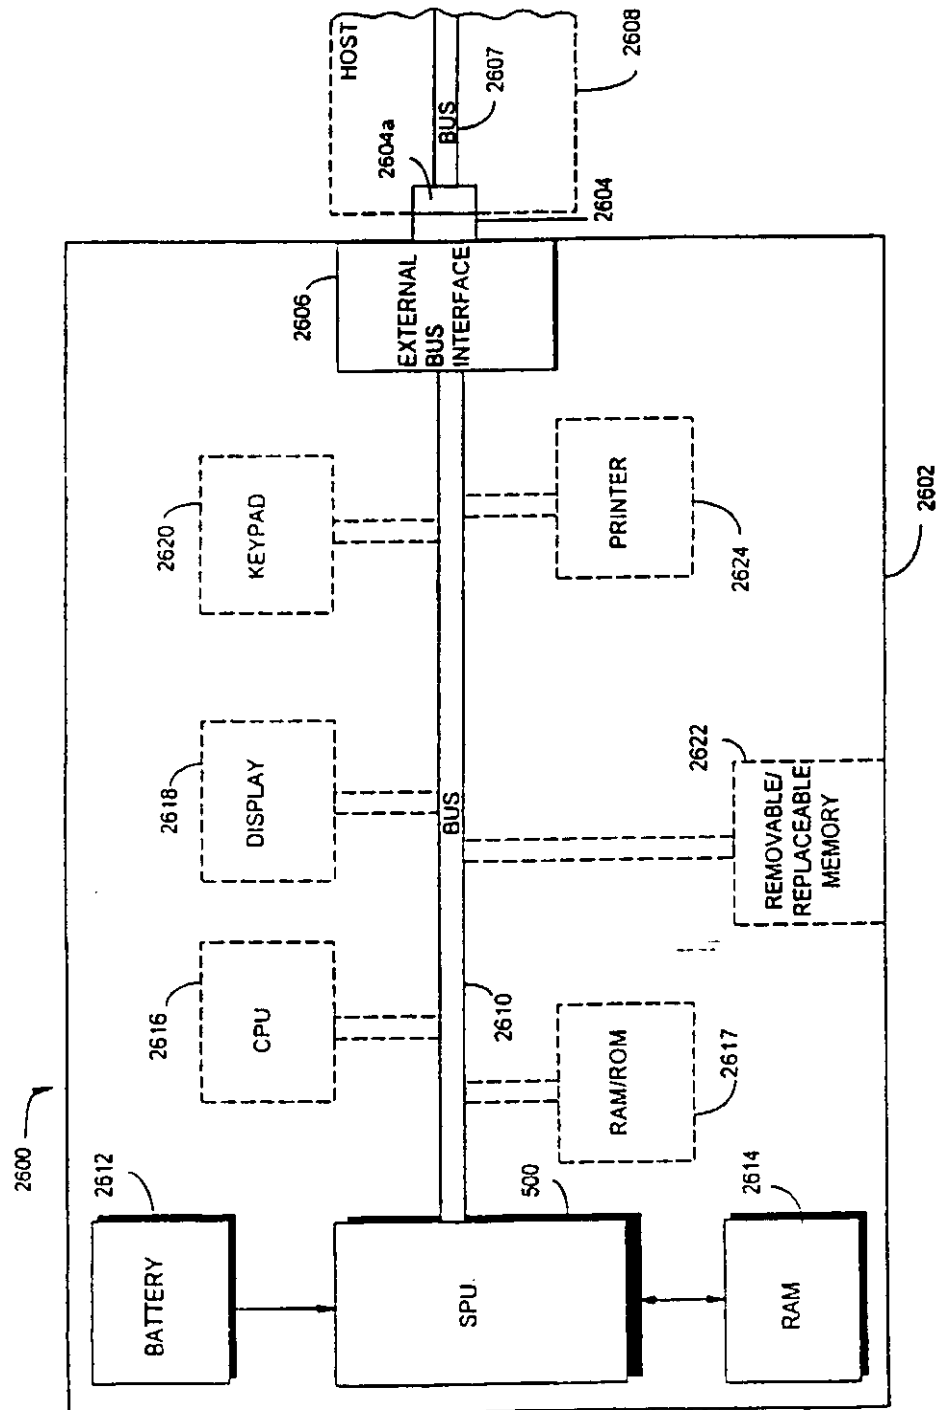 2600
BATTERY
2612
SPU
500
RAM
2614
CPU
2616
DISPLAY
2618
KEYPAD
2620
BUS
2610
RAM/ROM
2617
REMOVABLE/
REPLACEABLE
MEMORY
2622
PRINTER
2624
EXTERNAL
BUS
INTERFACE
2606
2602
2604
2604a
HOST
BUS
2607
2608